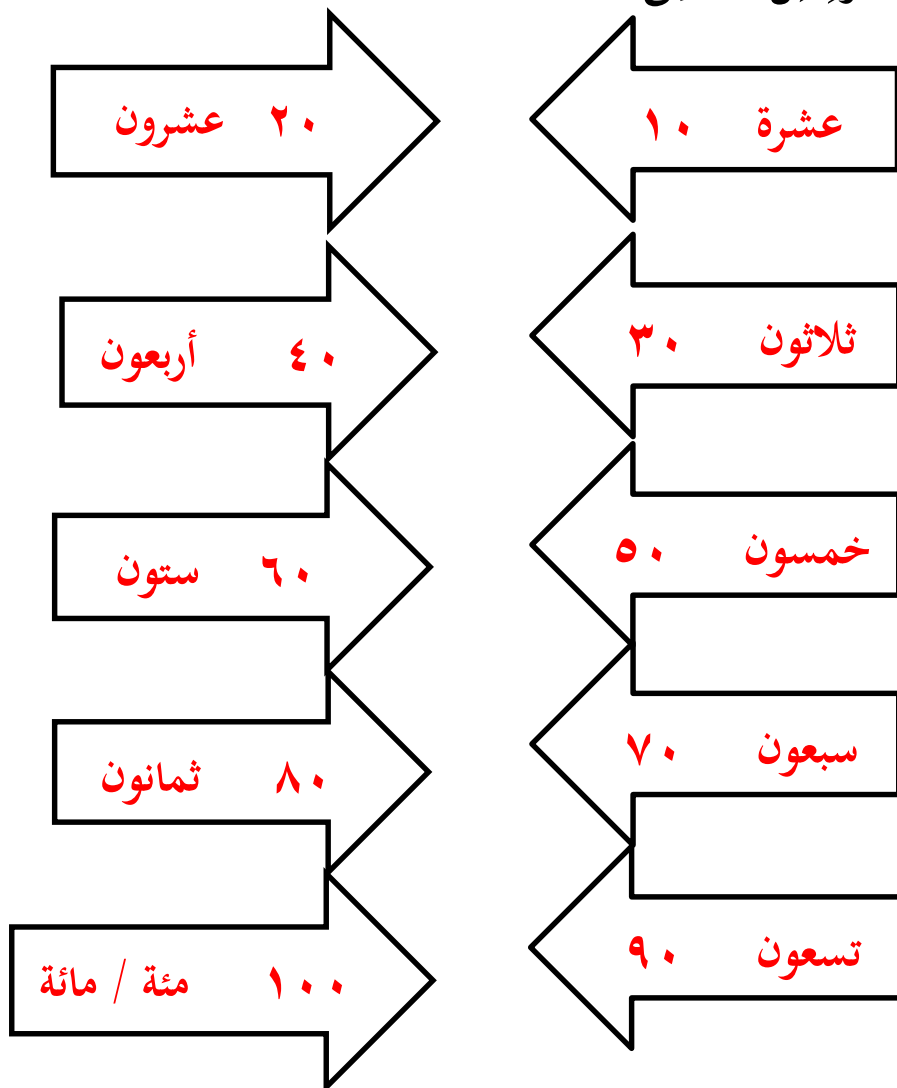 عشرة ١٠
٢٠ عشرون
ثلاثون ٣٠
٤٠ أربعون
خمسون ٥٠
٦٠ ستون
سبعون ٧٠
٨٠ ثمانون
تسعون ٩٠
١٠٠ مئة / مائة